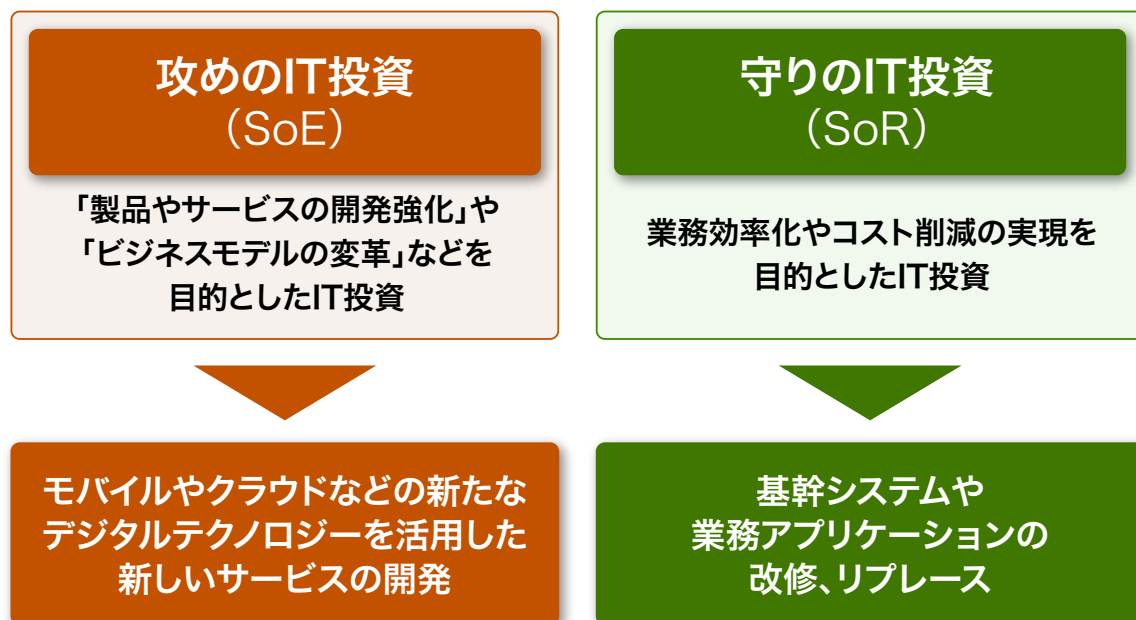 攻めのIT投資
（SoE）
「製品やサービスの開発強化」や
「ビジネスモデルの変革」などを
目的としたIT投資
モバイルやクラウドなどの新たな
デジタルテクノロジーを活用した
新しいサービスの開発
守りのIT投資
（SoR）
業務効率化やコスト削減の実現を
目的としたIT投資
基幹システムや
業務アプリケーションの
改修、リプレース